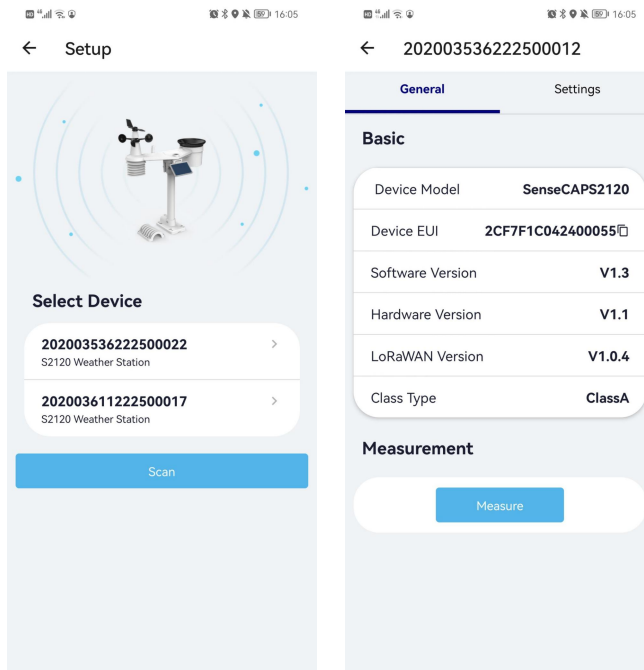 16:05
Setup
Select Device
202003536222500022
S2120 Weather Station
202003611222500017
S2120 Weather Station
Scan
16:05
202003536222500012
General
Settings
Basic
Device Model
SenseCAPS2120
Device EUI
2CF7F1C042400055
Software Version
V1.3
Hardware Version
V1.1
LoRaWAN Version
V1.0.4
Class Type
ClassA
Measurement
Measure